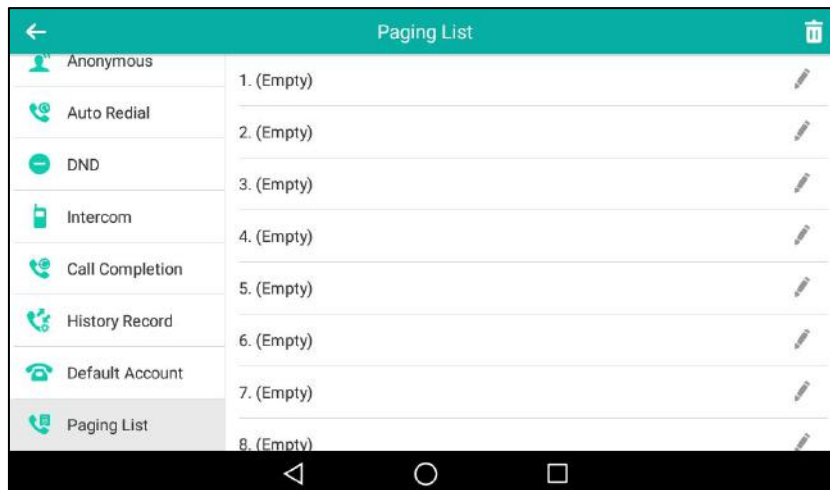 Paging List
Anonymous
Auto Redial
DND
Intercom
Call Completion
History Record
Default Account
Paging List
1. (Empty)
2. (Empty)
3. (Empty)
4. (Empty)
5. (Empty)
6. (Empty)
7. (Empty)
8. (Empty)